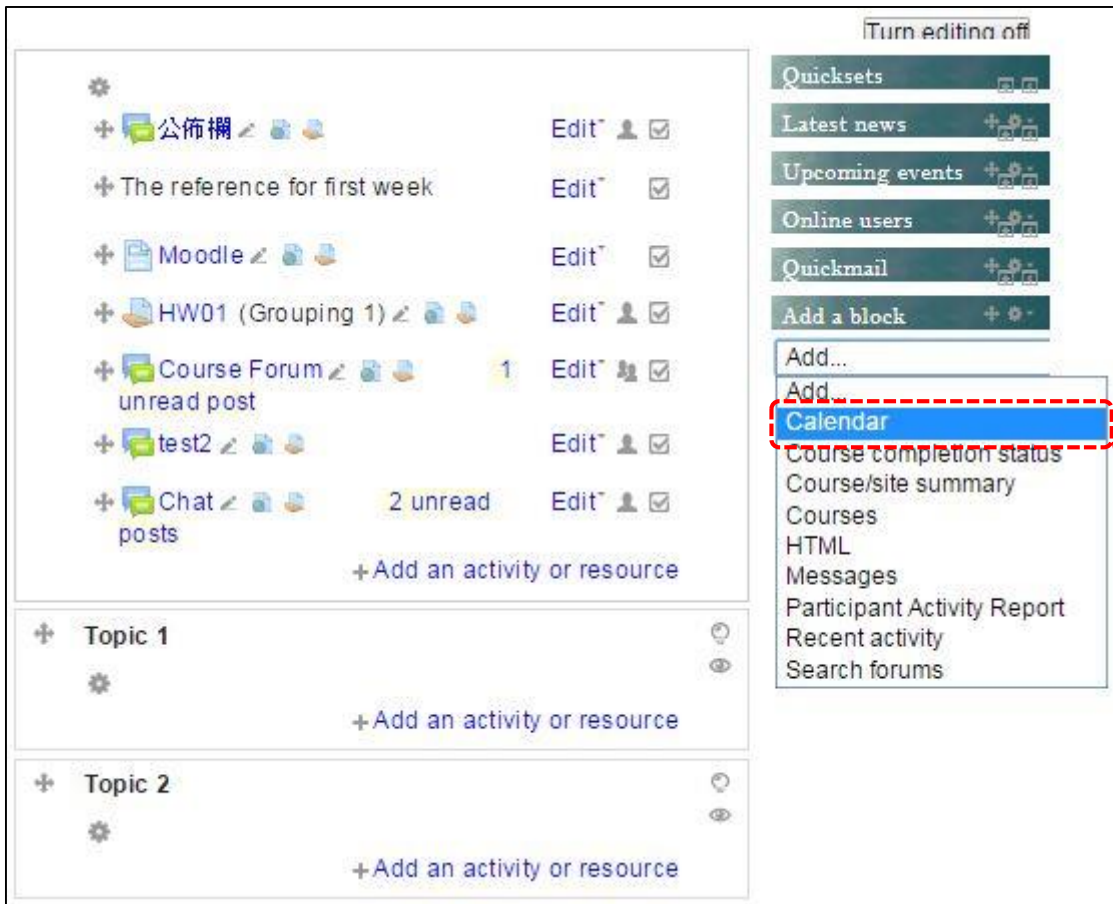 Turn editing off
公佈欄 Edit
The reference for first week Edit
Moodle Edit
HW01 (Grouping 1) Edit
Course Forum 1 Edit
unread post
test2 Edit
Chat 2 unread Edit
posts
+Add an activity or resource
Topic 1
+Add an activity or resource
Topic 2
+Add an activity or resource
Quicksets
Latest news
Upcoming events
Online users
Quickmail
Add a block
Add...
Add...
Calendar
Course completion status
Course/site summary
Courses
HTML
Messages
Participant Activity Report
Recent activity
Search forums